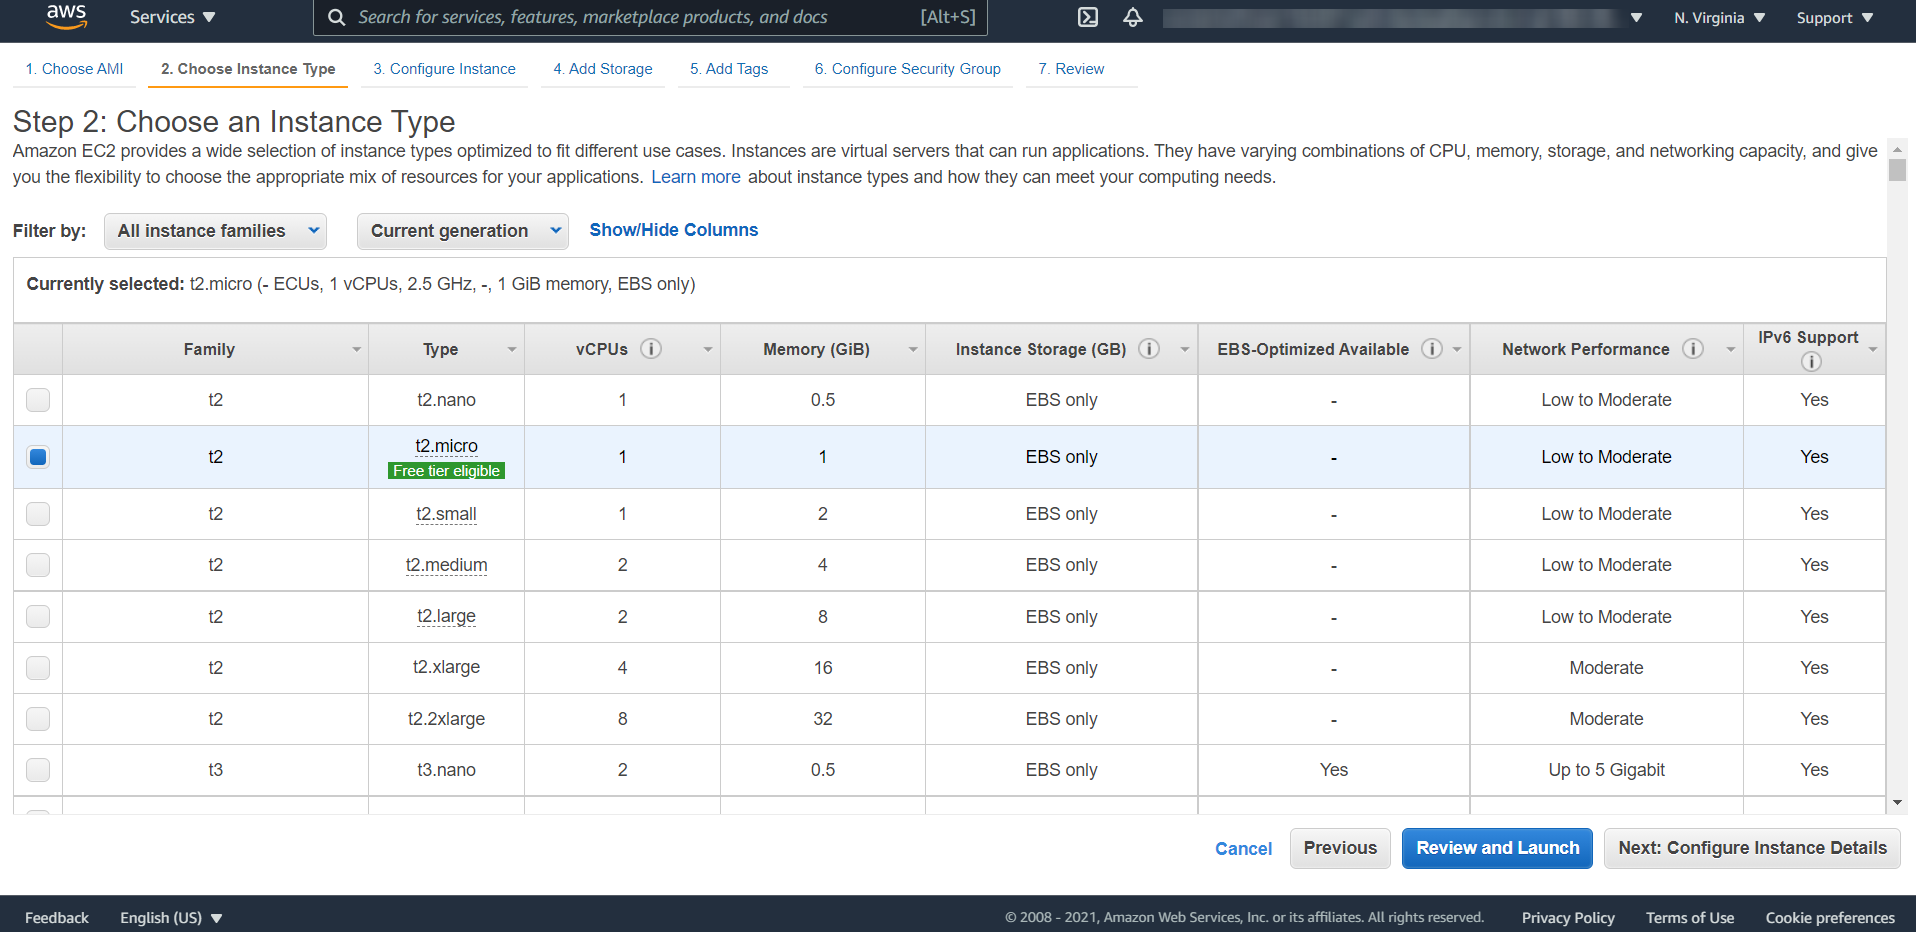 aws Services Search for services, features, marketplace products, and docs [Alt+S] N. Virginia Support
1. Choose AMI 2. Choose Instance Type 3. Configure Instance 4. Add Storage 5. Add Tags 6. Configure Security Group 7. Review
Step 2: Choose an Instance Type
Amazon EC2 provides a wide selection of instance types optimized to fit different use cases. Instances are virtual servers that can run applications. They have varying combinations of CPU, memory, storage, and networking capacity, and give
you the flexibility to choose the appropriate mix of resources for your applications. Learn more about instance types and how they can meet your computing needs.
Filter by: All instance families Current generation Show/Hide Columns
Currently selected: t2.micro (- ECUs, 1 vCPUs, 2.5 GHz, -, 1 GiB memory, EBS only)
Family Type vCPUs i Memory (GiB) Instance Storage (GB) i EBS-Optimized Available i Network Performance i IPv6 Support i
t2 t2.nano 1 0.5 EBS only - Low to Moderate Yes
t2 t2.micro Free tier eligible 1 1 EBS only - Low to Moderate Yes
t2 t2.small 1 2 EBS only - Low to Moderate Yes
t2 t2.medium 2 4 EBS only - Low to Moderate Yes
t2 t2.large 2 8 EBS only - Low to Moderate Yes
t2 t2.xlarge 4 16 EBS only - Moderate Yes
t2 t2.2xlarge 8 32 EBS only - Moderate Yes
t3 t3.nano 2 0.5 EBS only Yes Up to 5 Gigabit Yes
Cancel Previous Review and Launch Next: Configure Instance Details
Feedback English (US) © 2008 - 2021, Amazon Web Services, Inc. or its affiliates. All rights reserved. Privacy Policy Terms of Use Cookie preferences